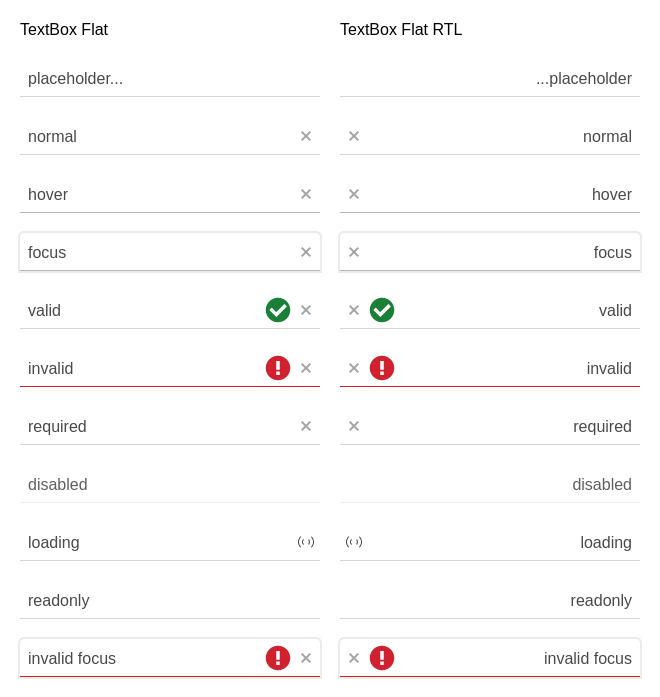 TextBox Flat
placeholder...
normal
hover
focus
valid
invalid
required
disabled
loading
readonly
invalid focus
TextBox Flat RTL
...placeholder
normal
hover
focus
valid
invalid
required
disabled
loading
readonly
invalid focus